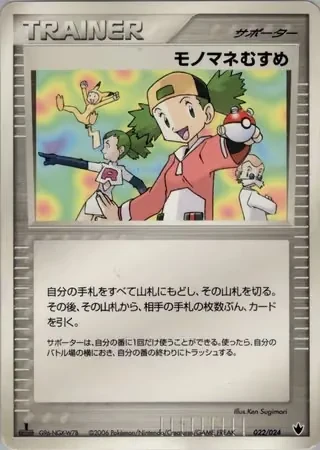 TRAINER
サポーター
モノマネむすめ
R
自分の手札をすべて山札にもどし、その山札を切る。
その後、その山札から、相手の手札の枚数ぶん、カード
を引く。
サポーターは、自分の番に1回だけ使うことができる。使ったら、自分の
バトル場の横におき、自分の番の終わりにトラッシュする。
illus.Ken Sugimori
1
©2006 Pokémon/Nintendo/Creatures/GAME FREAK
022/024